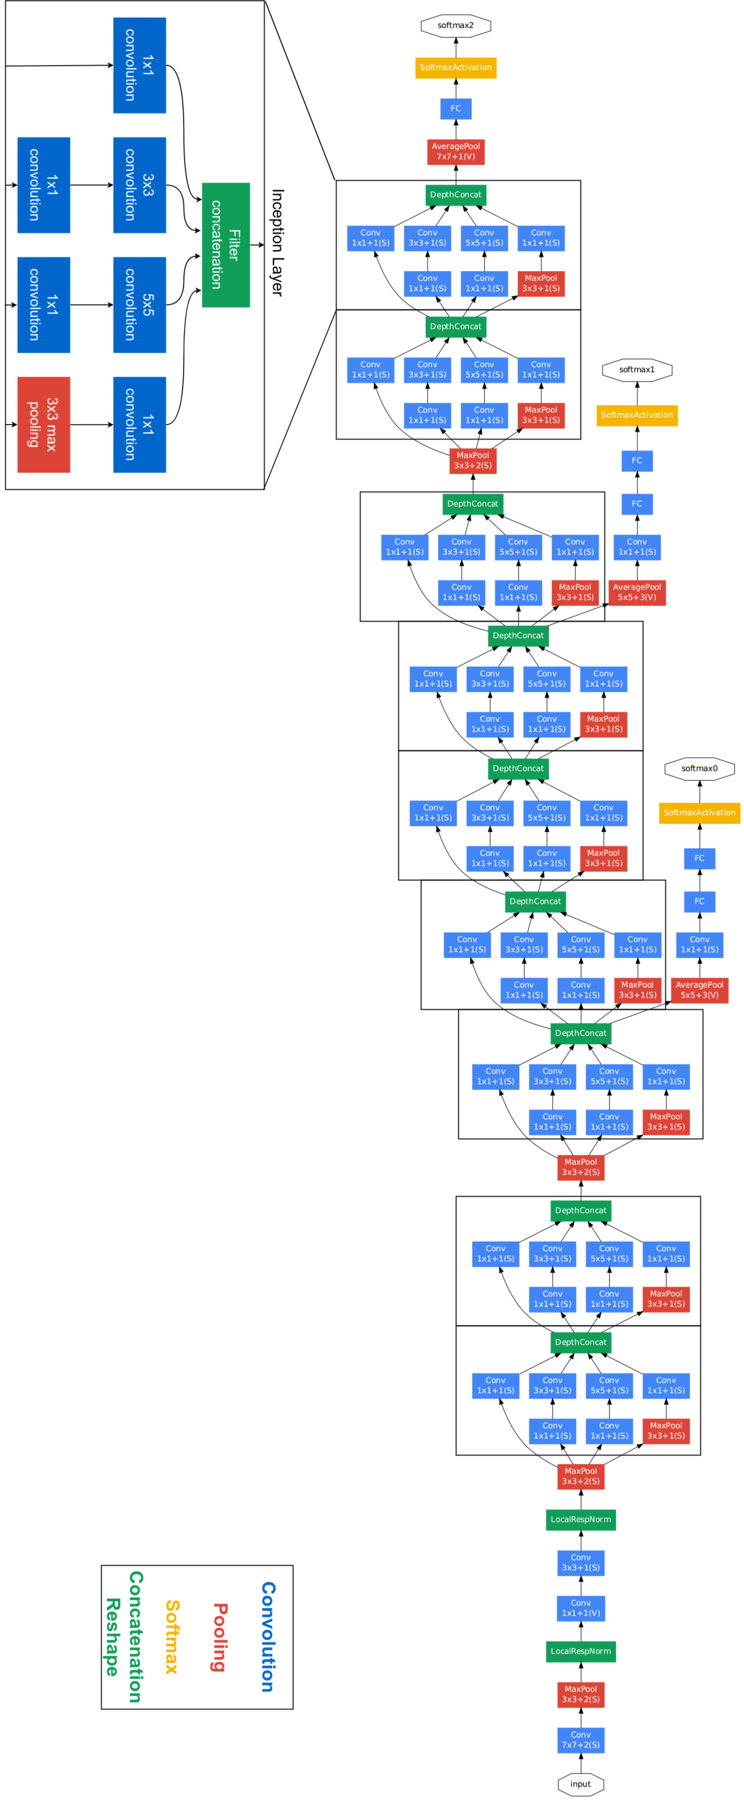 Inception Layer
Filter
concatenation
1x1
convolution
3x3
convolution
5x5
convolution
1x1
convolution
1x1
convolution
1x1
convolution
3x3 max
pooling
softmax2
SoftmaxActivation
FC
AveragePool
7x7+1(V)
DepthConcat
Conv
1x1+1(S)
Conv
3x3+1(S)
Conv
5x5+1(S)
Conv
1x1+1(S)
Conv
1x1+1(S)
Conv
1x1+1(S)
MaxPool
3x3+1(S)
DepthConcat
Conv
1x1+1(S)
Conv
3x3+1(S)
Conv
5x5+1(S)
Conv
1x1+1(S)
Conv
1x1+1(S)
Conv
1x1+1(S)
MaxPool
3x3+1(S)
MaxPool
3x3+2(S)
softmax1
SoftmaxActivation
FC
FC
Conv
1x1+1(S)
AveragePool
5x5+3(V)
DepthConcat
Conv
1x1+1(S)
Conv
3x3+1(S)
Conv
5x5+1(S)
Conv
1x1+1(S)
Conv
1x1+1(S)
Conv
1x1+1(S)
MaxPool
3x3+1(S)
DepthConcat
Conv
1x1+1(S)
Conv
3x3+1(S)
Conv
5x5+1(S)
Conv
1x1+1(S)
Conv
1x1+1(S)
Conv
1x1+1(S)
MaxPool
3x3+1(S)
DepthConcat
Conv
1x1+1(S)
Conv
3x3+1(S)
Conv
5x5+1(S)
Conv
1x1+1(S)
Conv
1x1+1(S)
Conv
1x1+1(S)
MaxPool
3x3+1(S)
softmax0
SoftmaxActivation
FC
FC
Conv
1x1+1(S)
AveragePool
5x5+3(V)
DepthConcat
Conv
1x1+1(S)
Conv
3x3+1(S)
Conv
5x5+1(S)
Conv
1x1+1(S)
Conv
1x1+1(S)
Conv
1x1+1(S)
MaxPool
3x3+1(S)
DepthConcat
Conv
1x1+1(S)
Conv
3x3+1(S)
Conv
5x5+1(S)
Conv
1x1+1(S)
Conv
1x1+1(S)
Conv
1x1+1(S)
MaxPool
3x3+1(S)
MaxPool
3x3+2(S)
DepthConcat
Conv
1x1+1(S)
Conv
3x3+1(S)
Conv
5x5+1(S)
Conv
1x1+1(S)
Conv
1x1+1(S)
Conv
1x1+1(S)
MaxPool
3x3+1(S)
DepthConcat
Conv
1x1+1(S)
Conv
3x3+1(S)
Conv
5x5+1(S)
Conv
1x1+1(S)
Conv
1x1+1(S)
Conv
1x1+1(S)
MaxPool
3x3+1(S)
MaxPool
3x3+2(S)
LocalRespNorm
Conv
3x3+1(S)
Conv
1x1+1(V)
LocalRespNorm
MaxPool
3x3+2(S)
Conv
7x7+2(S)
input
Convolution
Pooling
Softmax
Concatenation
Reshape